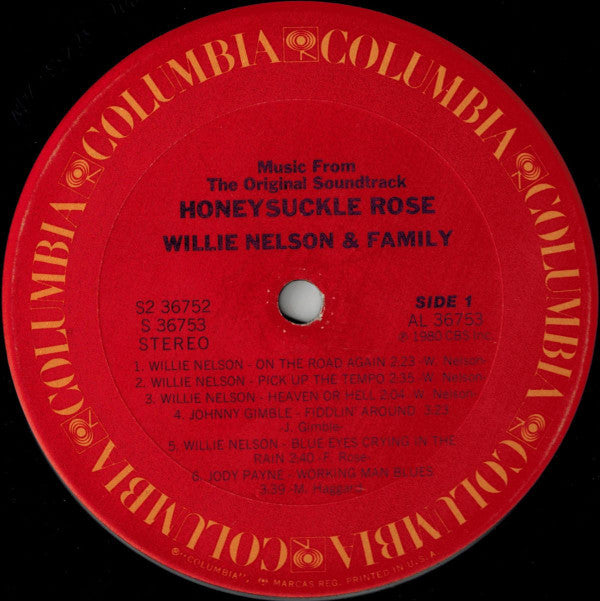 COLUMBIA COLUMBIA COLUMBIA COLUMBIA COLUMBIA COLUMBIA
Music From
The Original Soundtrack
HONEYSUCKLE ROSE
WILLIE NELSON & FAMILY
S2 36752
S 36753
STEREO
SIDE 1
AL 36753
℗ 1980 CBS Inc.
1. WILLIE NELSON - ON THE ROAD AGAIN 2:23 -W. Nelson-
2. WILLIE NELSON - PICK UP THE TEMPO 2:35 -W. Nelson-
3. WILLIE NELSON - HEAVEN OR HELL 2:04 -W. Nelson-
4. JOHNNY GIMBLE - FIDDLIN' AROUND 3:23
-J. Gimble-
5. WILLIE NELSON - BLUE EYES CRYING IN THE
RAIN 2:40 -F. Rose-
6. JODY PAYNE - WORKING MAN BLUES
3:39 -M. Haggard-
®"COLUMBIA", MARCAS REG. PRINTED IN U.S.A.